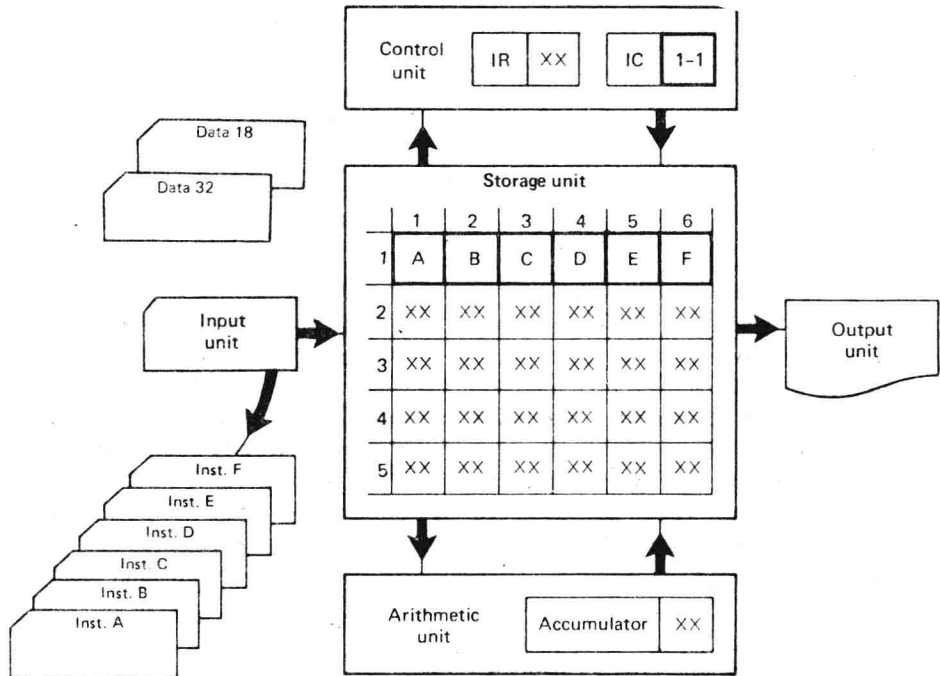 Control
unit
IR XX
IC 1-1
Data 18
Data 32
Storage unit
1 2 3 4 5 6
1 A B C D E F
2 XX XX XX XX XX XX
3 XX XX XX XX XX XX
4 XX XX XX XX XX XX
5 XX XX XX XX XX XX
Input
unit
Output
unit
Inst. F
Inst. E
Inst. D
Inst. C
Inst. B
Inst. A
Arithmetic
unit
Accumulator XX